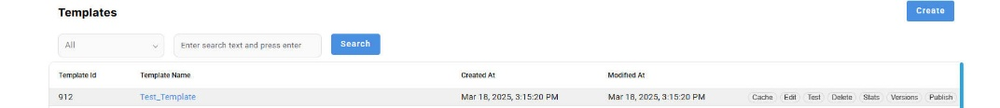 Templates
Create
All
Enter search text and press enter
Search
Template Id Template Name Created At Modified At
912 Test_Template Mar 18, 2025, 3:15:20 PM Mar 18, 2025, 3:15:20 PM Cache Edit Test Delete Stats Versions Publish